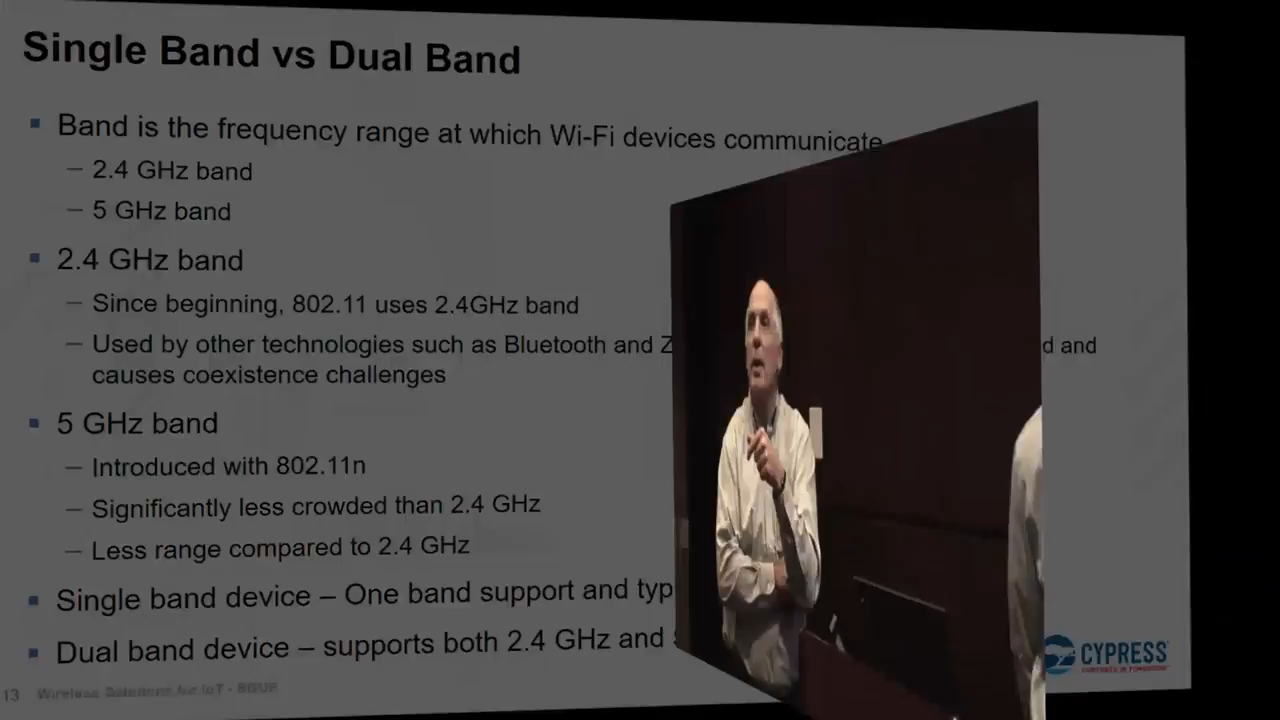 Single Band vs Dual Band
Band is the frequency range at which Wi-Fi devices communicate
– 2.4 GHz band
– 5 GHz band
2.4 GHz band
– Since beginning, 802.11 uses 2.4GHz band
– Used by other technologies such as Bluetooth and Z d and
causes coexistence challenges
5 GHz band
– Introduced with 802.11n
– Significantly less crowded than 2.4 GHz
– Less range compared to 2.4 GHz
Single band device – One band support and typ
Dual band device – supports both 2.4 GHz and
13 Wireless Solutions for IoT -
CYPRESS